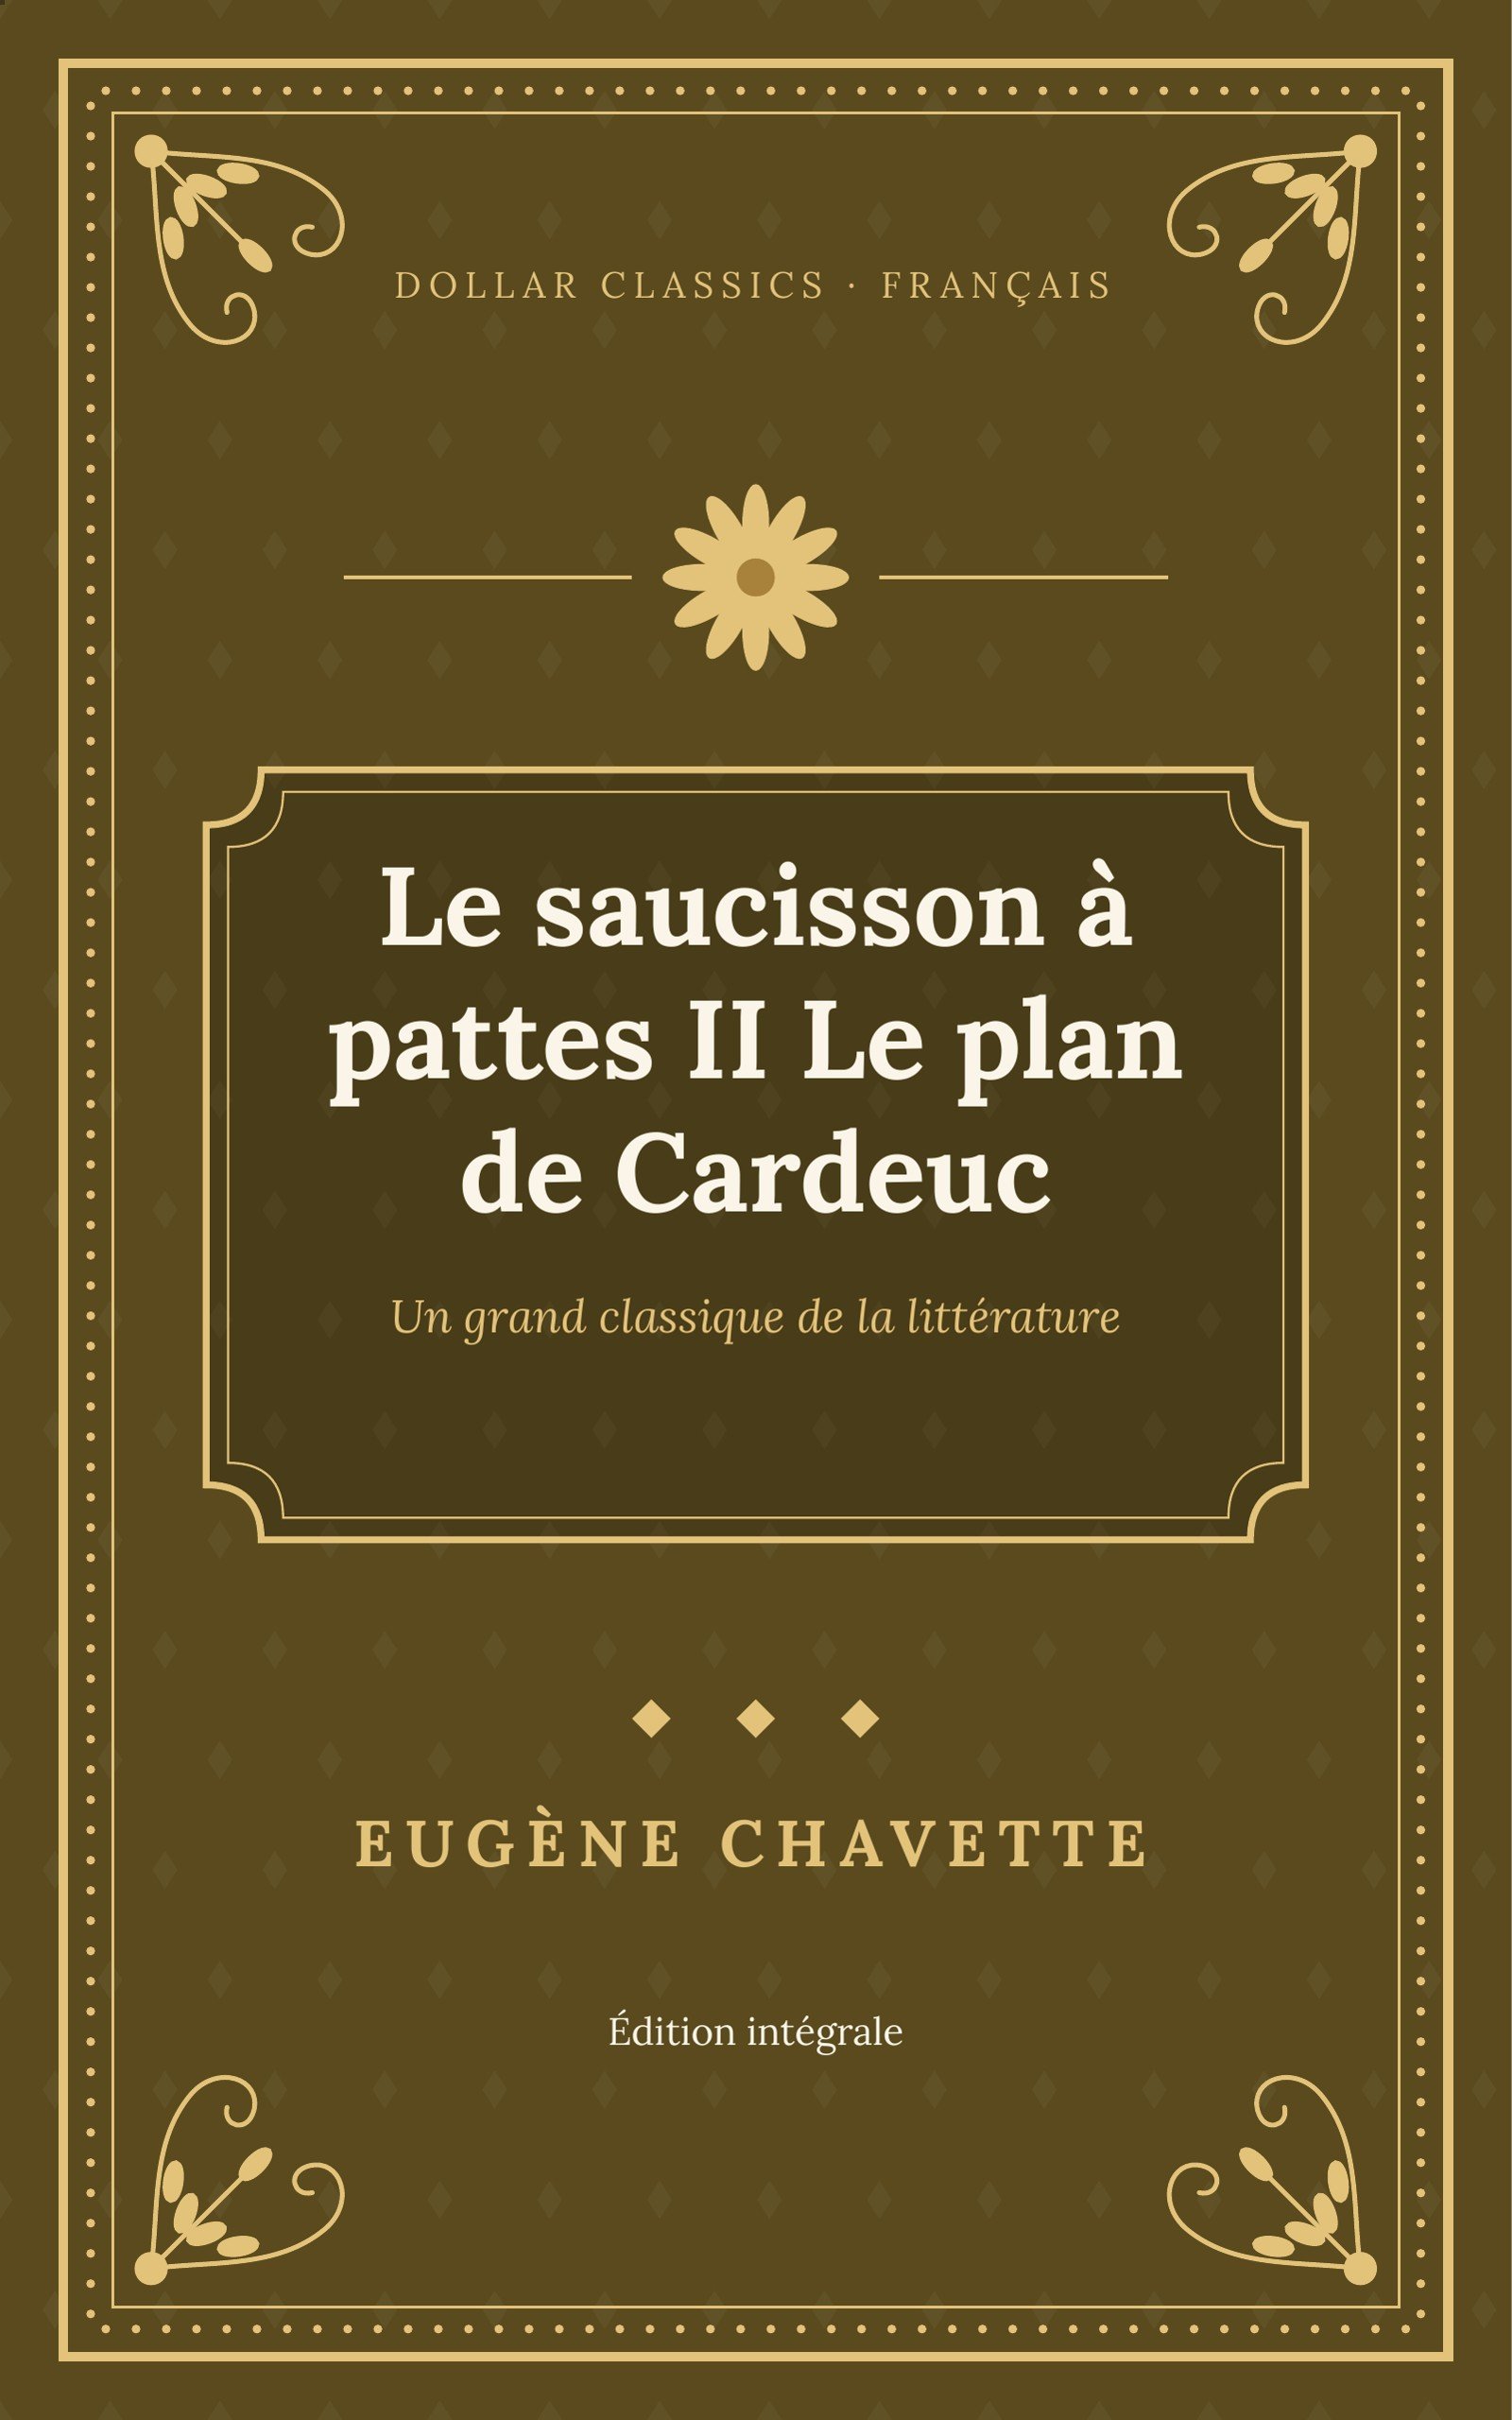 DOLLAR CLASSICS · FRANÇAIS
Le saucisson à
pattes II Le plan
de Cardeuc
Un grand classique de la littérature
EUGÈNE CHAVETTE
Édition intégrale